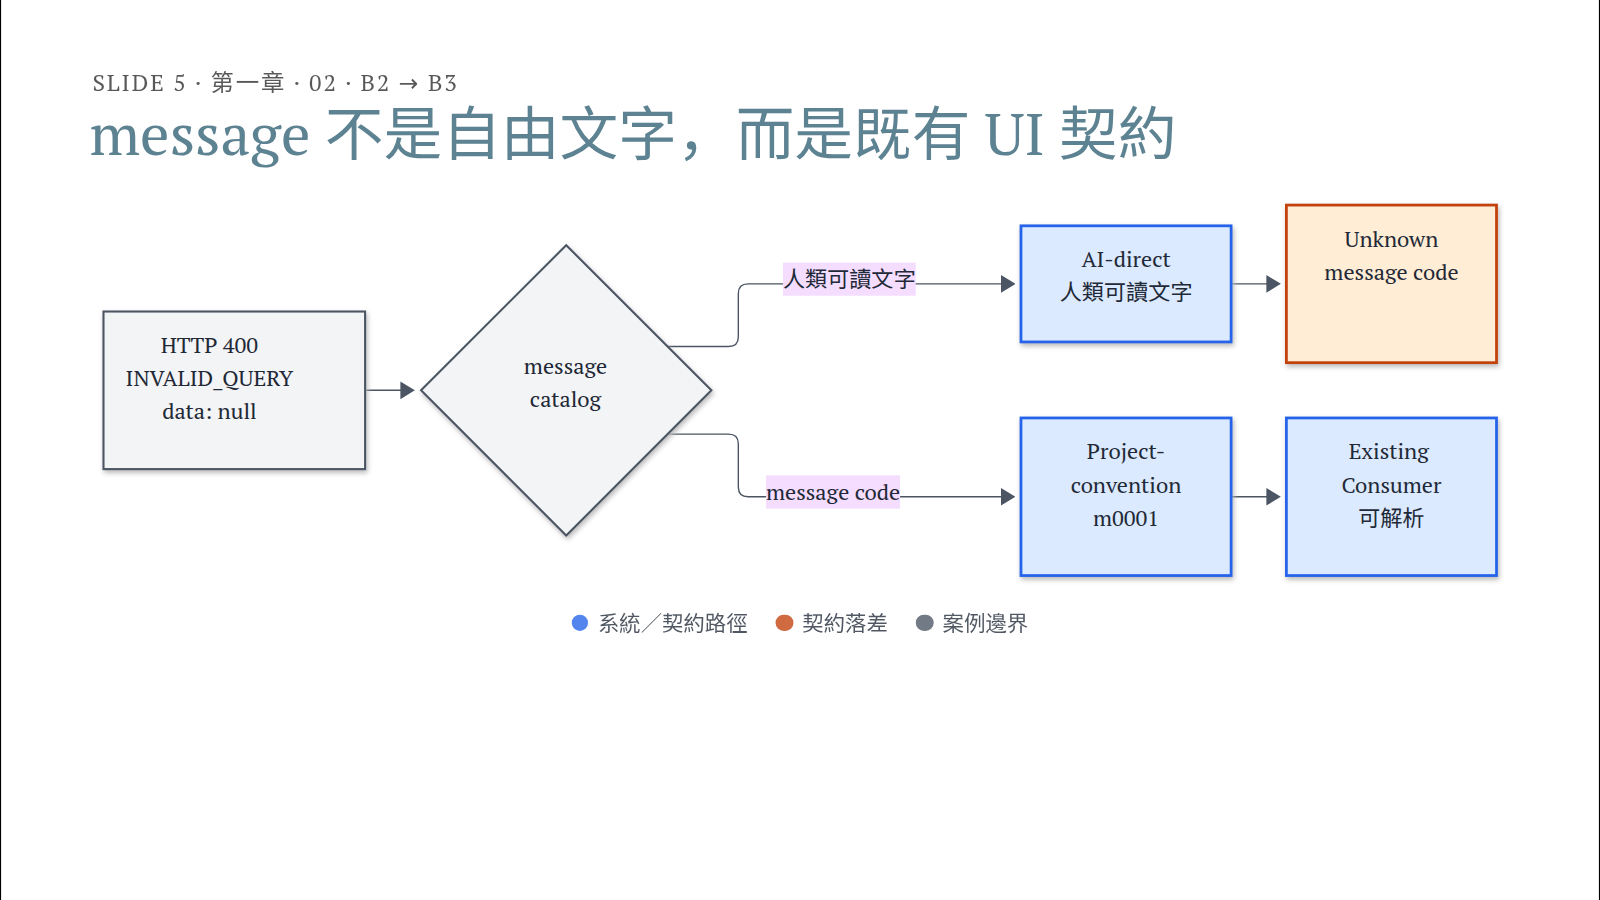 SLIDE 5 · 第一章 · 02 · B2 → B3
message 不是自由文字，而是既有 UI 契約
HTTP 400
INVALID_QUERY
data: null
message
catalog
人類可讀文字
AI-direct
人類可讀文字
Unknown
message code
message code
Project-
convention
m0001
Existing
Consumer
可解析
系統／契約路徑
契約落差
案例邊界